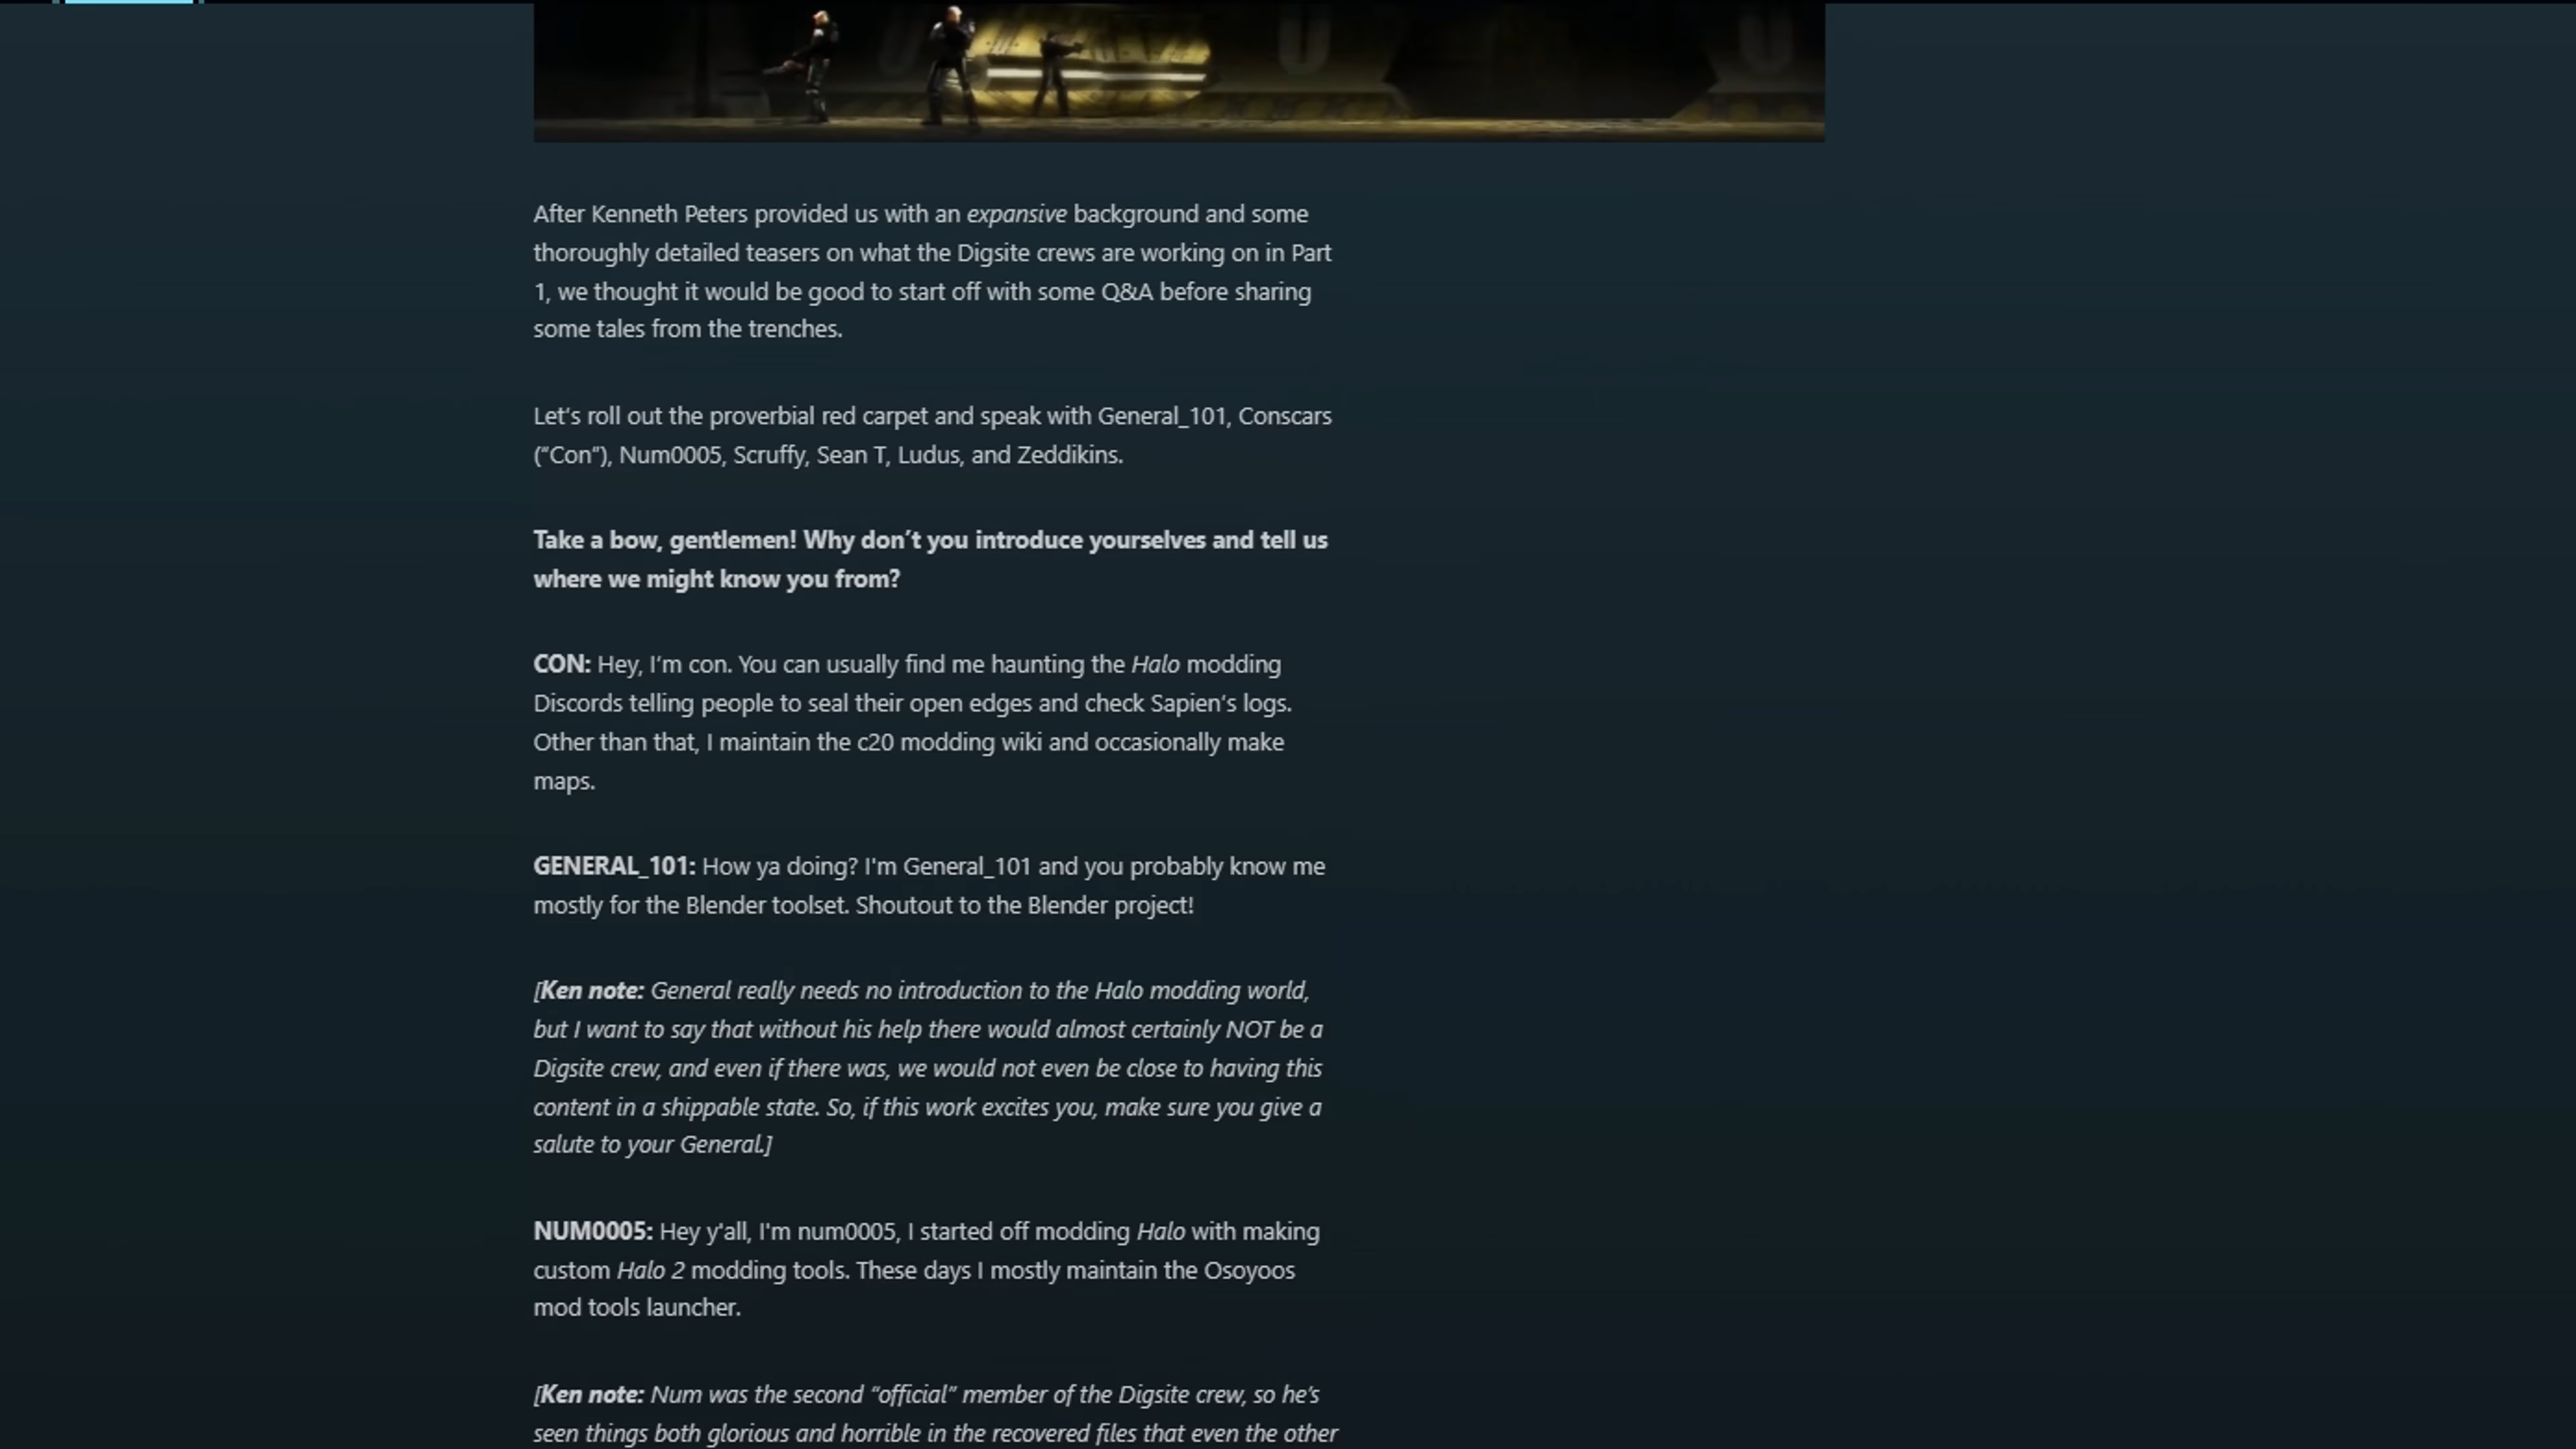 After Kenneth Peters provided us with an expansive background and some
thoroughly detailed teasers on what the Digsite crews are working on in Part
1, we thought it would be good to start off with some Q&A before sharing
some tales from the trenches.
Let's roll out the proverbial red carpet and speak with General_101, Conscars
("Con"), Num0005, Scruffy, Sean T, Ludus, and Zeddikins.
Take a bow, gentlemen! Why don't you introduce yourselves and tell us
where we might know you from?
CON: Hey, I'm con. You can usually find me haunting the Halo modding
Discords telling people to seal their open edges and check Sapien's logs.
Other than that, I maintain the c20 modding wiki and occasionally make
maps.
GENERAL_101: How ya doing? I'm General_101 and you probably know me
mostly for the Blender toolset. Shoutout to the Blender project!
[Ken note: General really needs no introduction to the Halo modding world,
but I want to say that without his help there would almost certainly NOT be a
Digsite crew, and even if there was, we would not even be close to having this
content in a shippable state. So, if this work excites you, make sure you give a
salute to your General.]
NUM0005: Hey y'all, I'm num0005, I started off modding Halo with making
custom Halo 2 modding tools. These days I mostly maintain the Osoyoos
mod tools launcher.
[Ken note: Num was the second “official” member of the Digsite crew, so he's
seen things both glorious and horrible in the recovered files that even the other